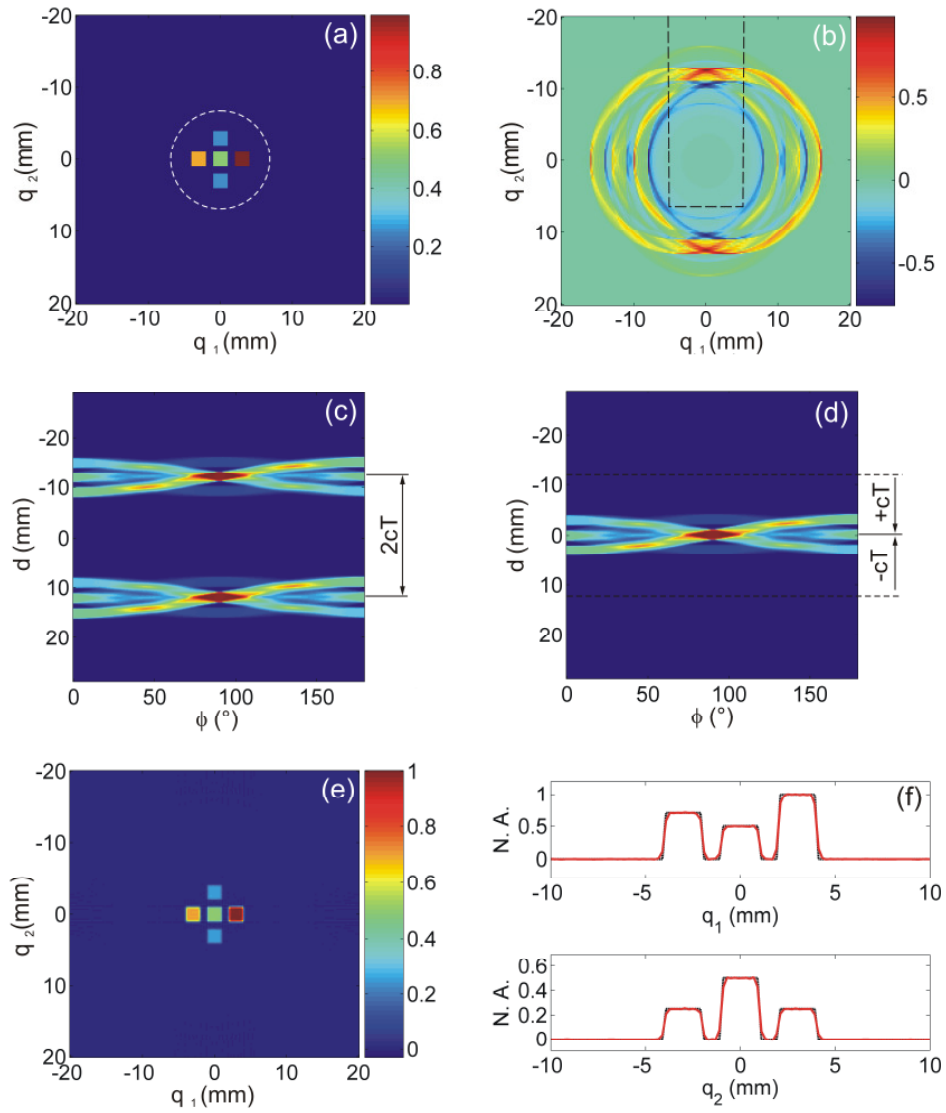 (a)
-20
-10
0
10
20
-20 -10 0 10 20
q 2 (mm)
q 1 (mm)
0.8
0.6
0.4
0.2
(b)
-20
-10
0
10
20
-20 -10 0 10 20
q 2 (mm)
q 1 (mm)
0.5
0
-0.5
(c)
-20
-10
0
10
20
0 50 100 150
d (mm)
ϕ (°)
2cT
(d)
-20
-10
0
10
20
0 50 100 150
d (mm)
ϕ (°)
+cT
-cT
(e)
-20
-10
0
10
20
-20 -10 0 10 20
q 2 (mm)
q 1 (mm)
1
0.8
0.6
0.4
0.2
0
(f)
1
0.5
0
N. A.
-10 -5 0 5 10
q1 (mm)
0.6
0.4
0.2
0
N. A.
-10 -5 0 5 10
q2 (mm)